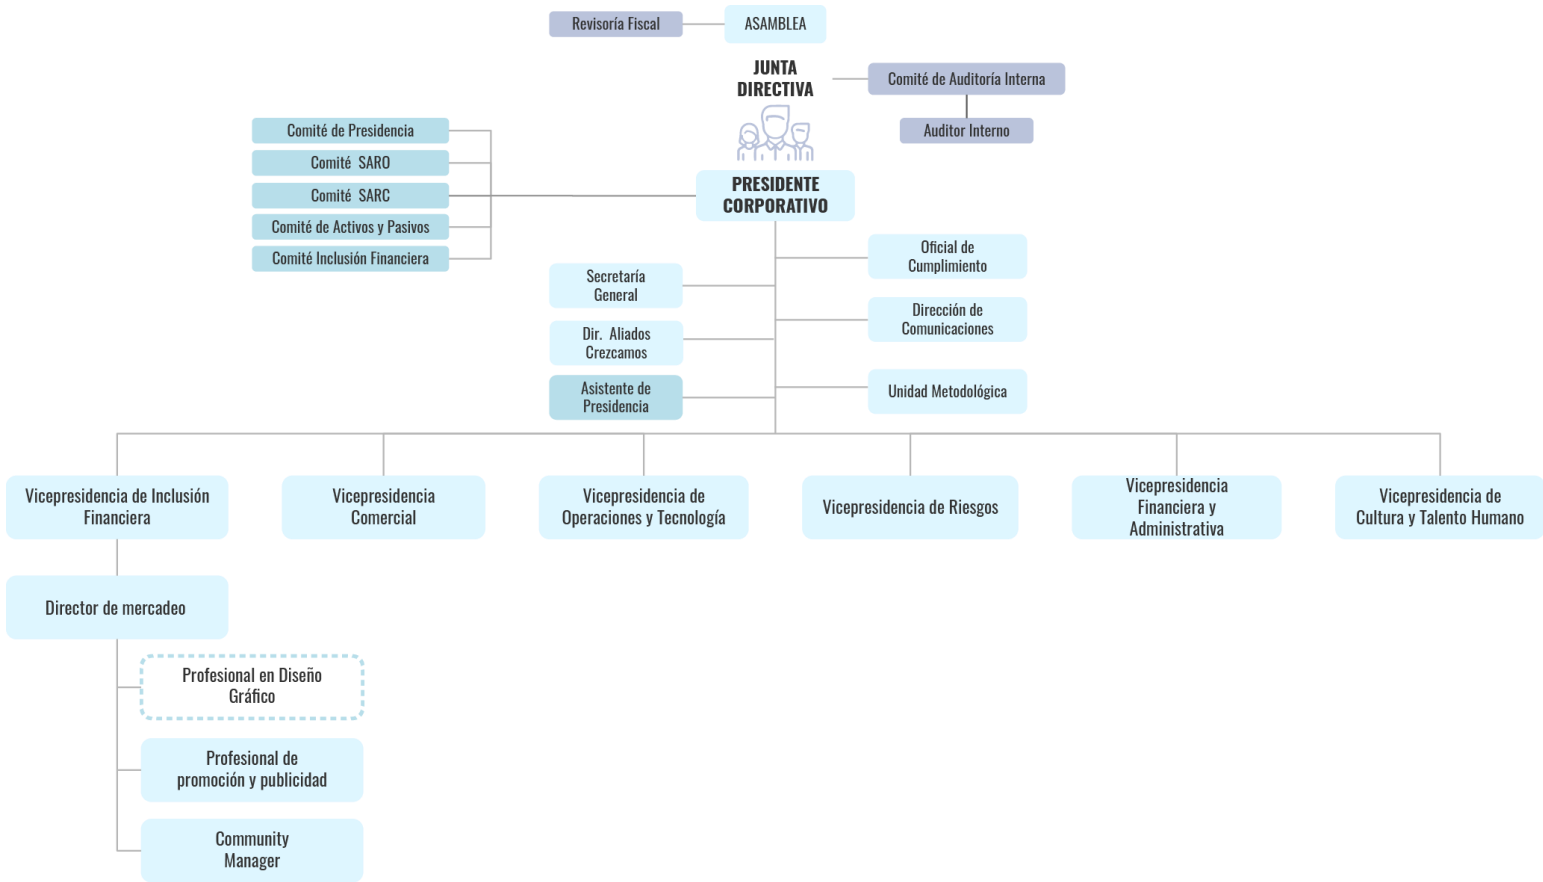 Revisoría Fiscal
ASAMBLEA
JUNTA
DIRECTIVA
Comité de Auditoría Interna
Auditor Interno
Comité de Presidencia
Comité SARO
Comité SARC
Comité de Activos y Pasivos
Comité Inclusión Financiera
PRESIDENTE
CORPORATIVO
Oficial de
Cumplimiento
Secretaría
General
Dirección de
Comunicaciones
Dir. Aliados
Crezcamos
Asistente de
Presidencia
Unidad Metodológica
Vicepresidencia de Inclusión
Financiera
Vicepresidencia
Comercial
Vicepresidencia de
Operaciones y Tecnología
Vicepresidencia de Riesgos
Vicepresidencia
Financiera y
Administrativa
Vicepresidencia de
Cultura y Talento Humano
Director de mercadeo
Profesional en Diseño
Gráfico
Profesional de
promoción y publicidad
Community
Manager